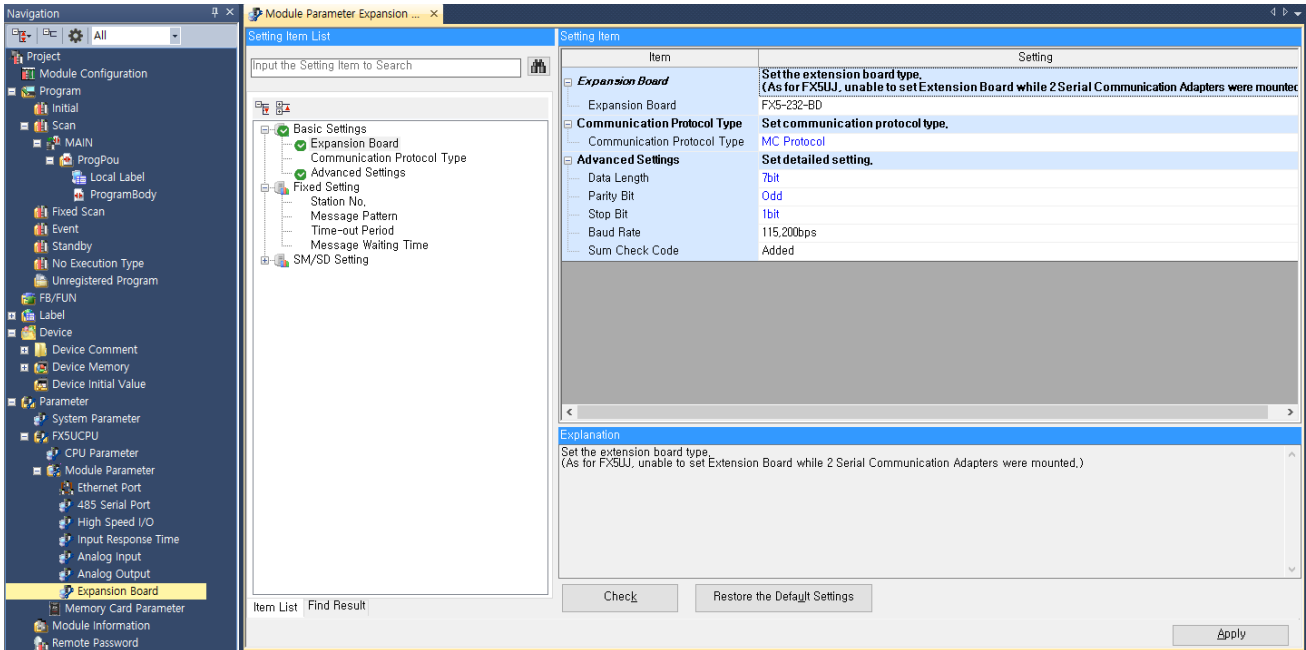 Navigation
All
Project
Module Configuration
Program
Initial
Scan
MAIN
ProgPou
Local Label
ProgramBody
Fixed Scan
Event
Standby
No Execution Type
Unregistered Program
FB/FUN
Label
Device
Device Comment
Device Memory
Device Initial Value
Parameter
System Parameter
FX5UCPU
CPU Parameter
Module Parameter
Ethernet Port
485 Serial Port
High Speed I/O
Input Response Time
Analog Input
Analog Output
Expansion Board
Memory Card Parameter
Module Information
Remote Password
Module Parameter Expansion ...
Setting Item List
Input the Setting Item to Search
Basic Settings
Expansion Board
Communication Protocol Type
Advanced Settings
Fixed Setting
Station No.
Message Pattern
Time-out Period
Message Waiting Time
SM/SD Setting
Item List Find Result
Setting Item
Item Setting
Expansion Board Set the extension board type.
(As for FX5UJ, unable to set Extension Board while 2 Serial Communication Adapters were mounted
Expansion Board FX5-232-BD
Communication Protocol Type Set communication protocol type.
Communication Protocol Type MC Protocol
Advanced Settings Set detailed setting.
Data Length 7bit
Parity Bit Odd
Stop Bit 1bit
Baud Rate 115,200bps
Sum Check Code Added
Explanation
Set the extension board type.
(As for FX5UJ, unable to set Extension Board while 2 Serial Communication Adapters were mounted.)
Check Restore the Default Settings
Apply